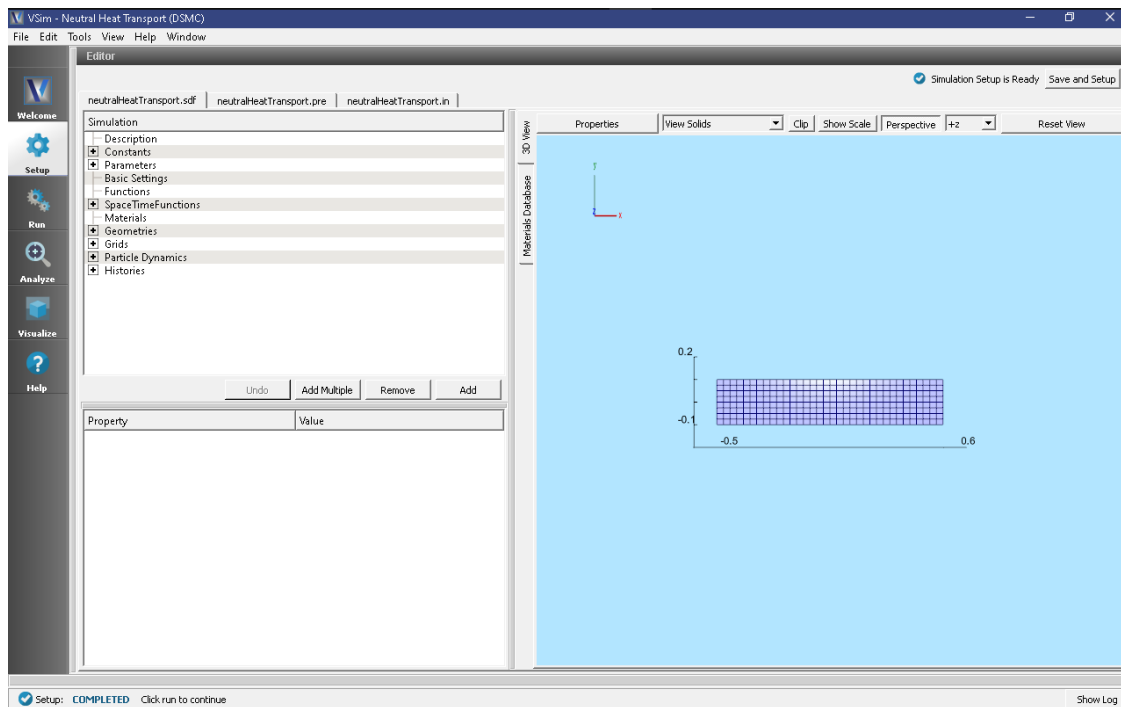 VSim - Neutral Heat Transport (DSMC)
File Edit Tools View Help Window
Editor
Simulation Setup is Ready Save and Setup
neutralHeatTransport.sdf neutralHeatTransport.pre neutralHeatTransport.in
Welcome
Setup
Run
Analyze
Visualize
Help
Simulation
Description
Constants
Parameters
Basic Settings
Functions
SpaceTimeFunctions
Materials
Geometries
Grids
Particle Dynamics
Histories
Undo Add Multiple Remove Add
Property Value
3D View
Materials Database
Properties View Solids Clip Show Scale Perspective +z Reset View
y
z x
0.2
-0.1
-0.5 0.6
Setup: COMPLETED Click run to continue Show Log